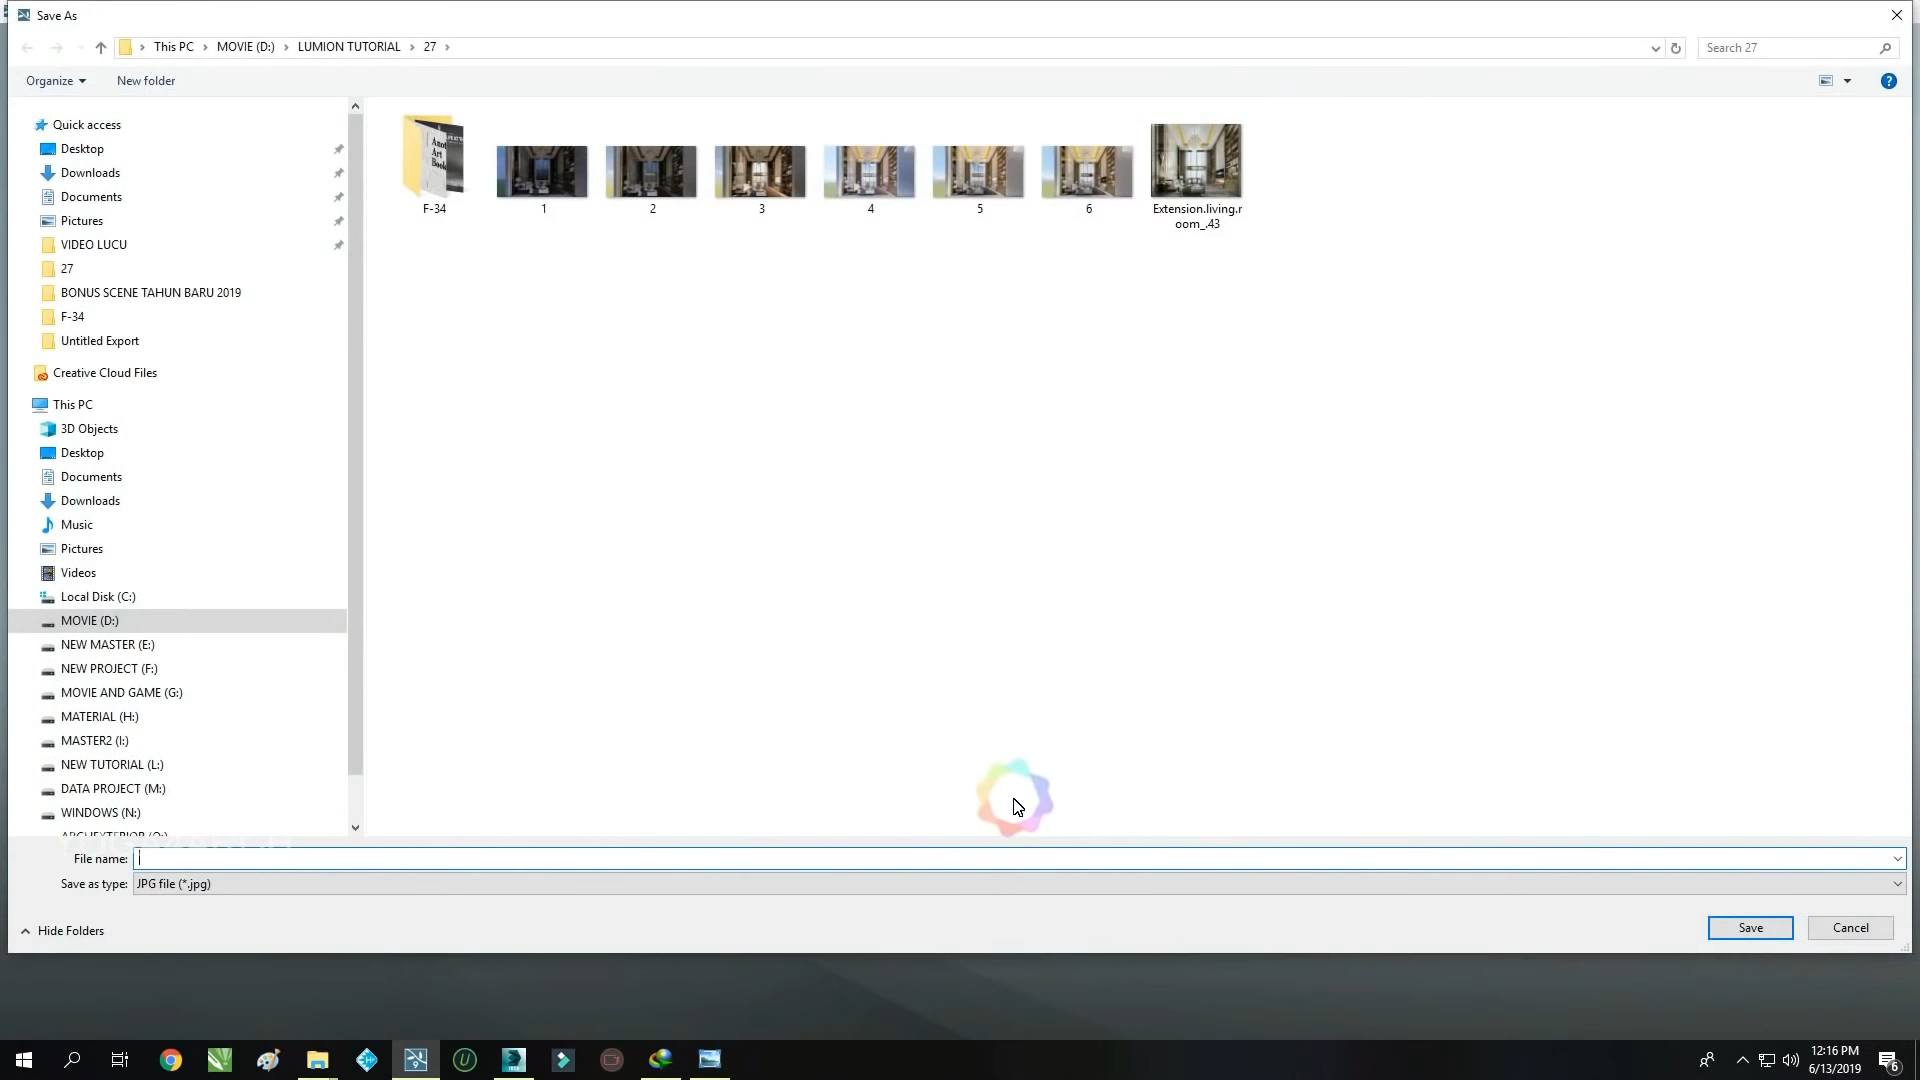 Save As
This PC > MOVIE (D:) > LUMION TUTORIAL > 27 >
Search 27
Organize
New folder
Quick access
Desktop
Downloads
Documents
Pictures
VIDEO LUCU
27
BONUS SCENE TAHUN BARU 2019
F-34
Untitled Export
Creative Cloud Files
This PC
3D Objects
Desktop
Documents
Downloads
Music
Pictures
Videos
Local Disk (C:)
MOVIE (D:)
NEW MASTER (E:)
NEW PROJECT (F:)
MOVIE AND GAME (G:)
MATERIAL (H:)
MASTER2 (I:)
NEW TUTORIAL (L:)
DATA PROJECT (M:)
WINDOWS (N:)
Art
F-34
1
2
3
4
5
6
Extension.living.r
oom_.43
File name:
Save as type: JPG file (*.jpg)
Hide Folders
Save
Cancel
12:16 PM
6/13/2019
6